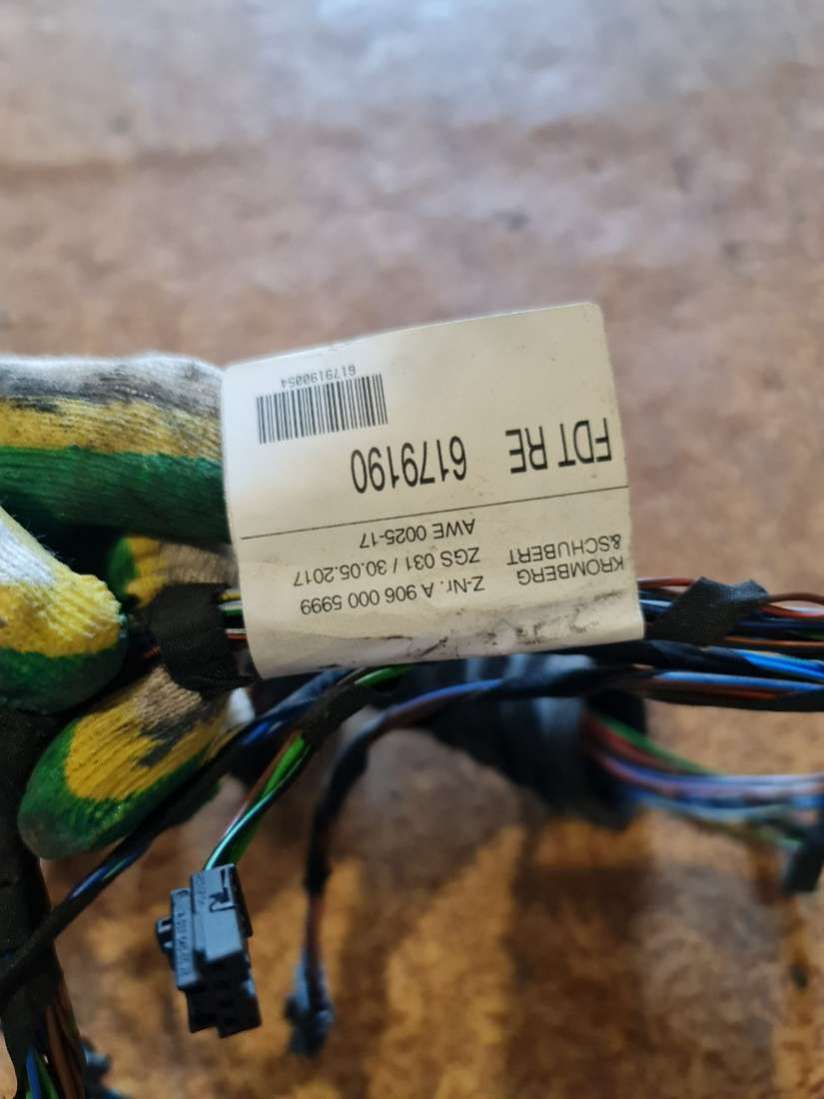 KROMBERG
&SCHUBERT
Z-Nr. A 906 000 5999
ZGS 031 / 30.05.2017
AWE 0025-17
FDT RE 6179190
6179190054